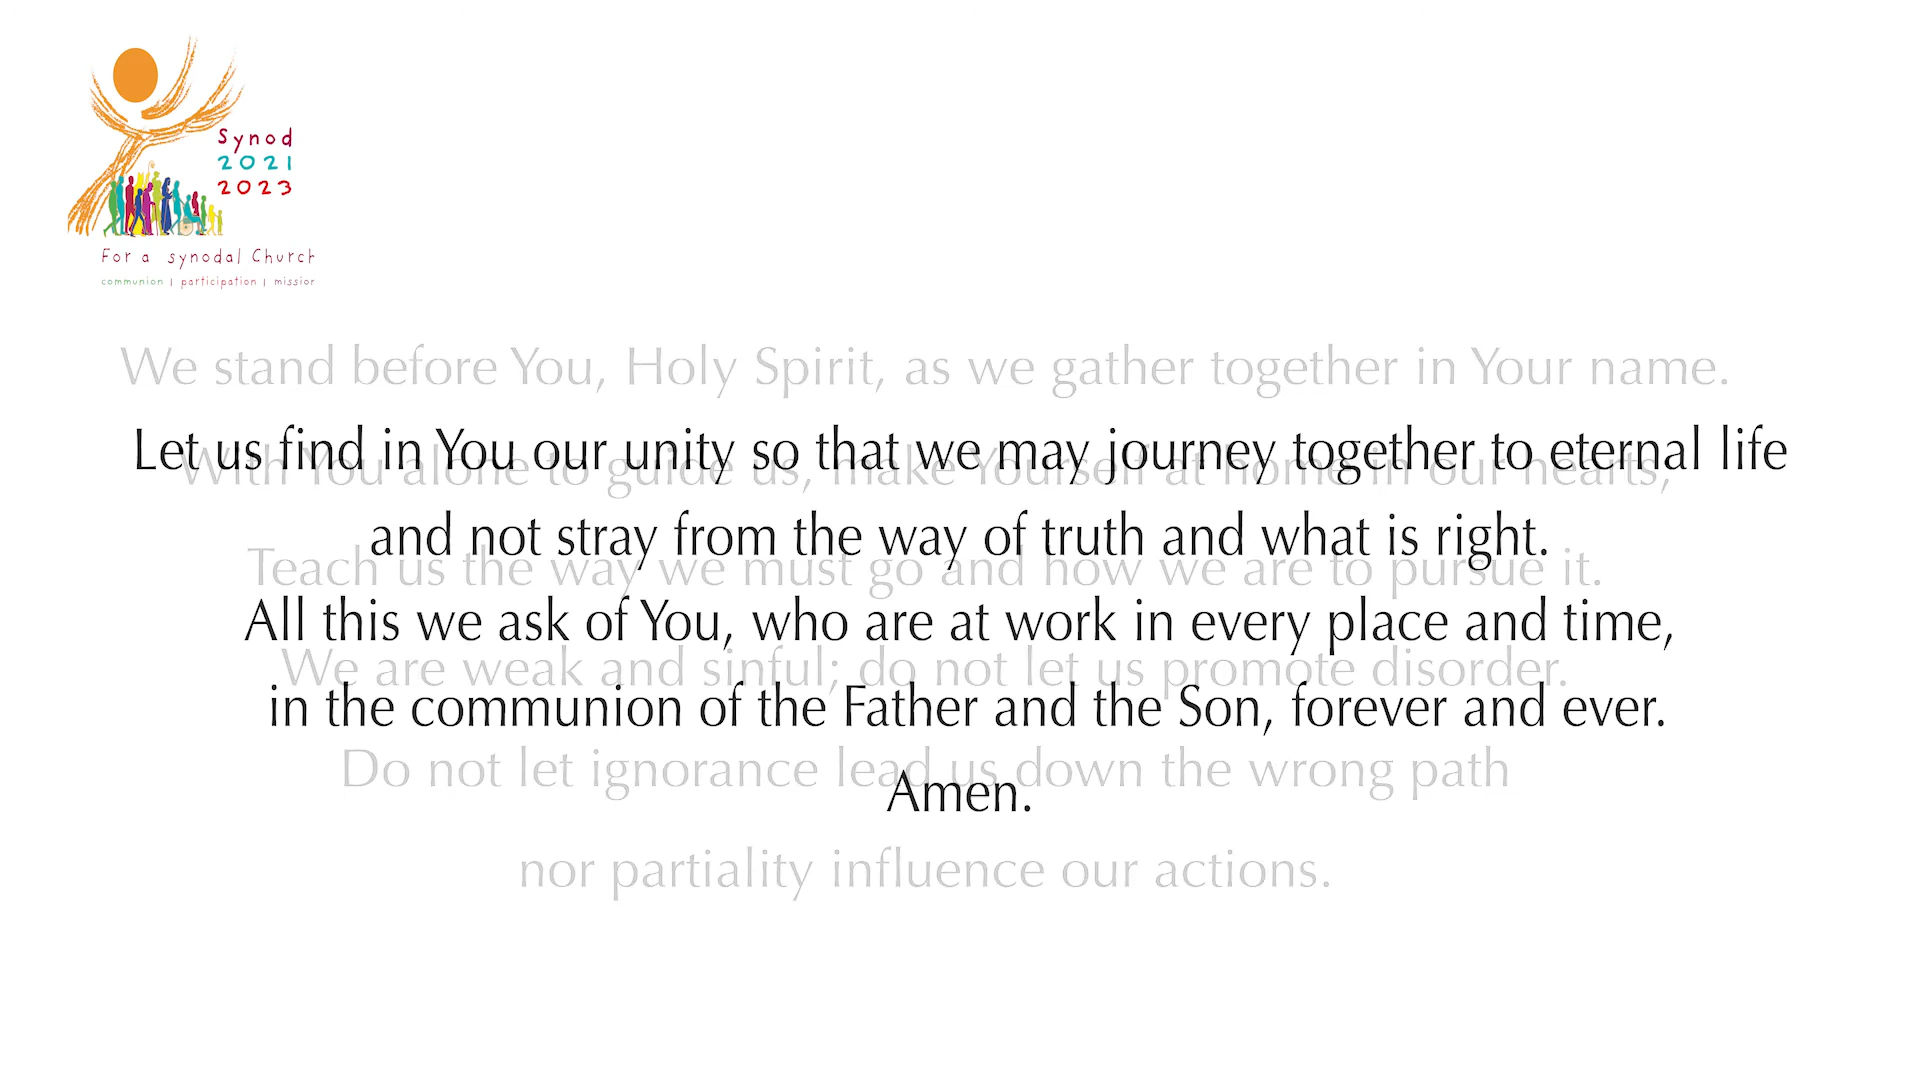 Synod
2021
2023
For a synodal Church
communion | participation | mission
We stand before You, Holy Spirit, as we gather together in Your name.
Let us find in You our unity so that we may journey together to eternal life
With You alone to guide us, make Yourself at home in our hearts;
and not stray from the way of truth and what is right.
Teach us the way we must go and how we are to pursue it.
All this we ask of You, who are at work in every place and time,
We are weak and sinful; do not let us promote disorder.
in the communion of the Father and the Son, forever and ever.
Do not let ignorance lead us down the wrong path
Amen.
nor partiality influence our actions.